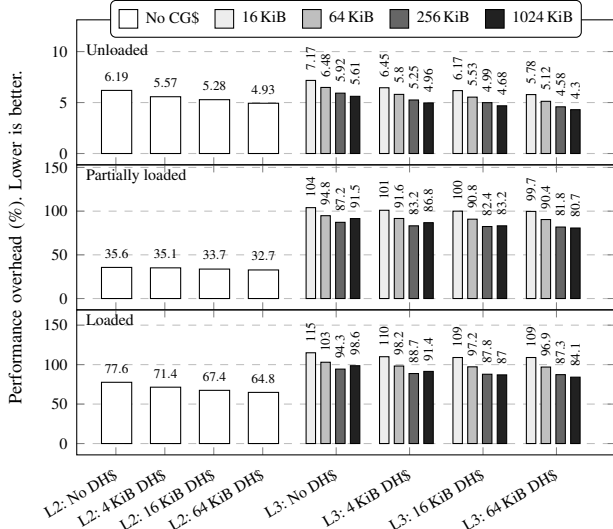 No CG$ 16 KiB 64 KiB 256 KiB 1024 KiB
Performance overhead (%). Lower is better.
Unloaded
10
5
0
6.19 5.57 5.28 4.93
7.17 6.48 5.92 5.61
6.45 5.8 5.25 4.96
6.17 5.53 4.99 4.68
5.78 5.12 4.58 4.3
Partially loaded
150
100
50
0
35.6 35.1 33.7 32.7
104 94.8 87.2 91.5
101 91.6 83.2 86.8
100 90.8 82.4 83.2
99.7 90.4 81.8 80.7
Loaded
150
100
50
0
77.6 71.4 67.4 64.8
115 103 94.3 98.6
110 98.2 88.7 91.4
109 97.2 87.8 87
109 96.9 87.3 84.1
L2: No DH$
L2: 4 KiB DH$
L2: 16 KiB DH$
L2: 64 KiB DH$
L3: No DH$
L3: 4 KiB DH$
L3: 16 KiB DH$
L3: 64 KiB DH$